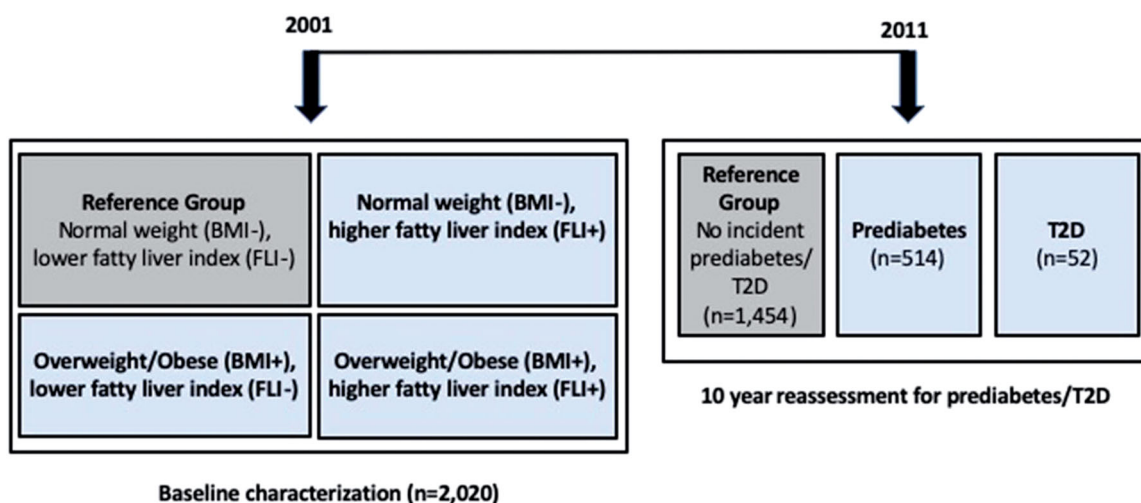 2001
2011
Reference Group
Normal weight (BMI-),
lower fatty liver index (FLI-)
Normal weight (BMI-),
higher fatty liver index (FLI+)
Overweight/Obese (BMI+),
lower fatty liver index (FLI-)
Overweight/Obese (BMI+),
higher fatty liver index (FLI+)
Baseline characterization (n=2,020)
Reference
Group
No incident
prediabetes/
T2D
(n=1,454)
Prediabetes
(n=514)
T2D
(n=52)
10 year reassessment for prediabetes/T2D